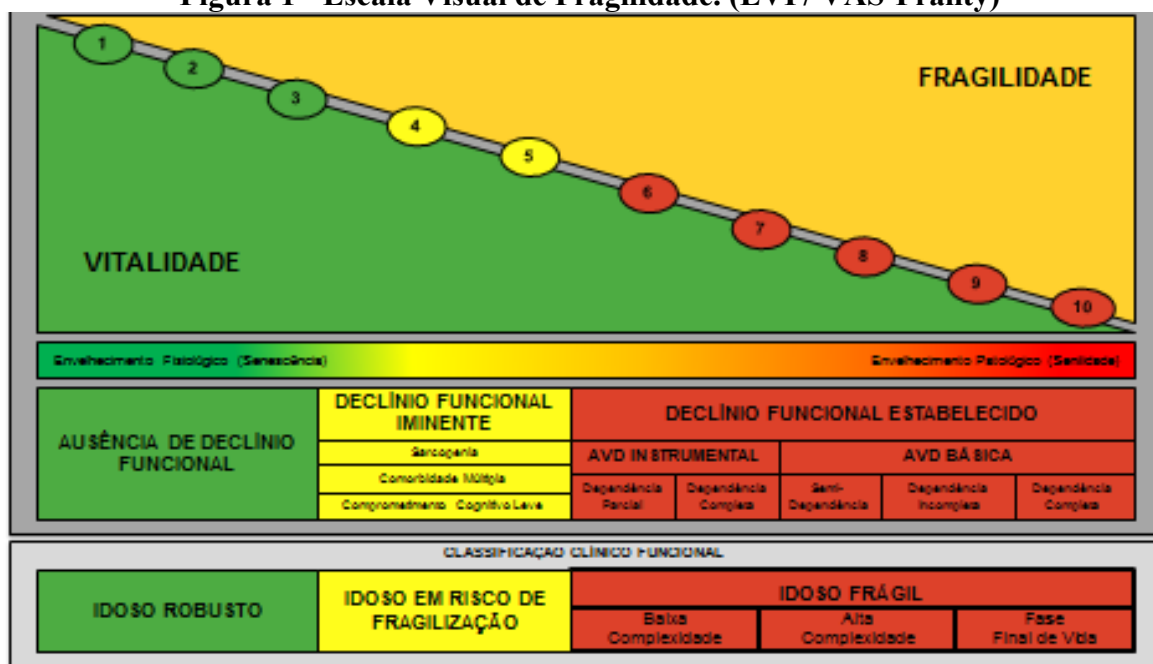 Figura 1 - Escala Visual de Fragilidade. (EVF/ VAS-Frailty)
1
2
3
4
5
6
7
8
9
10
FRAGILIDADE
VITALIDADE
Envelhecimento Fisiológico (Senescência)
Envelhecimento Patológico (Senilidade)
AUSÊNCIA DE DECLÍNIO
FUNCIONAL
DECLÍNIO FUNCIONAL
IMINENTE
Sarcopenia
Comorbidade Múltipla
Comprometimento Cognitivo Leve
DECLÍNIO FUNCIONAL ESTABELECIDO
AVD INSTRUMENTAL
AVD BÁSICA
Dependência
Parcial
Dependência
Completa
Semi-
Dependência
Dependência
Incompleta
Dependência
Completa
CLASSIFICAÇÃO CLÍNICO FUNCIONAL
IDOSO ROBUSTO
IDOSO EM RISCO DE
FRAGILIZAÇÃO
IDOSO FRÁGIL
Baixa
Complexidade
Alta
Complexidade
Fase
Final de Vida